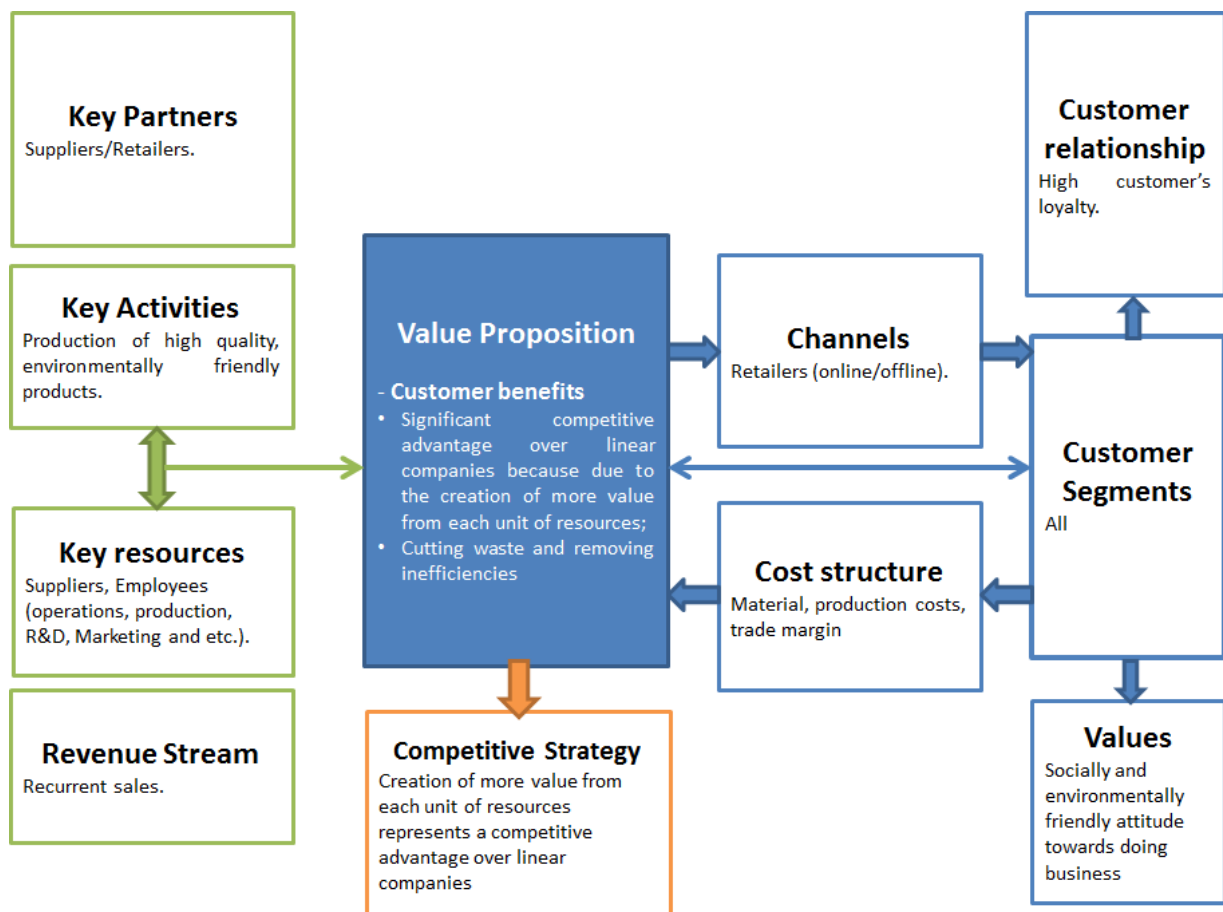 Key Partners
Suppliers/Retailers.
Key Activities
Production of high quality,
environmentally friendly
products.
Key resources
Suppliers, Employees
(operations, production,
R&D, Marketing and etc.).
Revenue Stream
Recurrent sales.
Value Proposition
- Customer benefits
• Significant competitive
advantage over linear
companies because due to
the creation of more value
from each unit of resources;
• Cutting waste and removing
inefficiencies
Competitive Strategy
Creation of more value from
each unit of resources
represents a competitive
advantage over linear
companies
Channels
Retailers (online/offline).
Cost structure
Material, production costs,
trade margin
Customer
relationship
High customer’s
loyalty.
Customer
Segments
All
Values
Socially and
environmentally
friendly attitude
towards doing
business